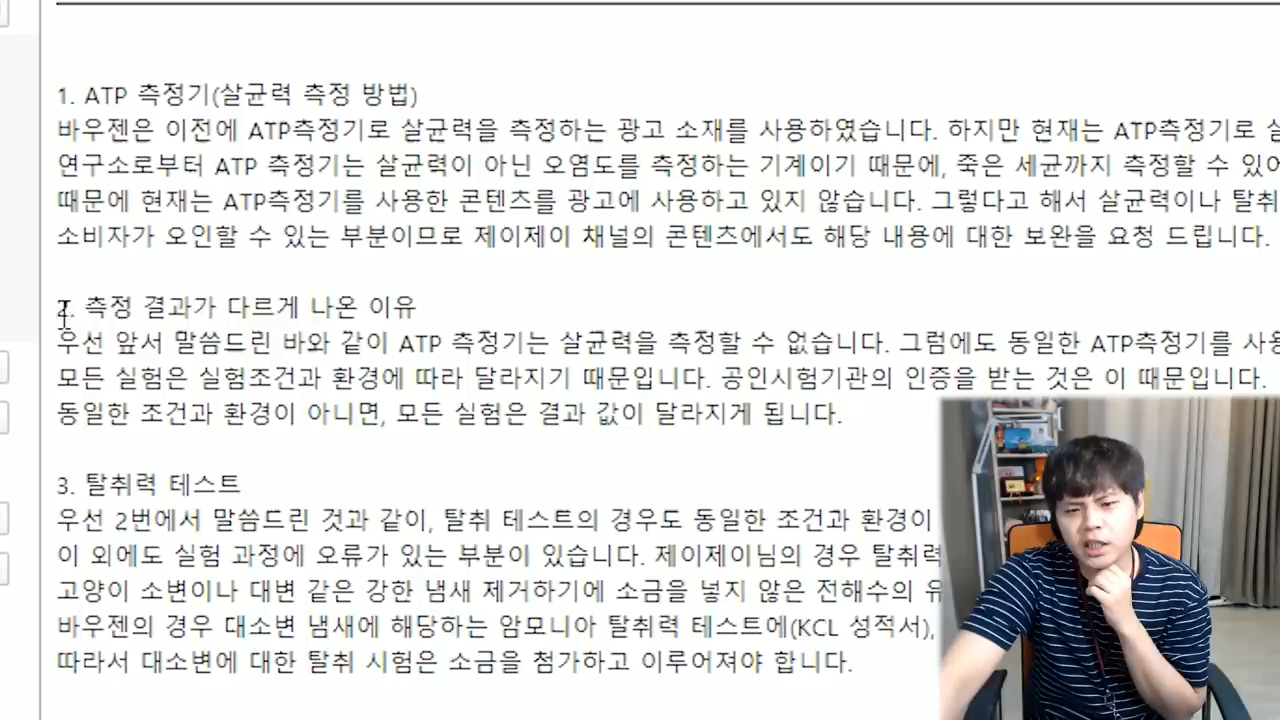 1. ATP 측정기(살균력 측정 방법)
바우젠은 이전에 ATP측정기로 살균력을 측정하는 광고 소재를 사용하였습니다. 하지만 현재는 ATP측정기로
연구소로부터 ATP 측정기는 살균력이 아닌 오염도를 측정하는 기계이기 때문에, 죽은 세균까지 측정할 수
때문에 현재는 ATP측정기를 사용한 콘텐츠를 광고에 사용하고 있지 않습니다. 그렇다고 해서 살균력이나 탈취
소비자가 오인할 수 있는 부분이므로 제이제이 채널의 콘텐츠에서도 해당 내용에 대한 보완을 요청 드립니다.
2. 측정 결과가 다르게 나온 이유
우선 앞서 말씀드린 바와 같이 ATP 측정기는 살균력을 측정할 수 없습니다. 그럼에도 동일한 ATP측정기를
모든 실험은 실험조건과 환경에 따라 달라지기 때문입니다. 공인시험기관의 인증을 받는 것은 이 때문입니다.
동일한 조건과 환경이 아니면, 모든 실험은 결과 값이 달라지게 됩니다.
3. 탈취력 테스트
우선 2번에서 말씀드린 것과 같이, 탈취 테스트의 경우도 동일한 조건과 환경이
이 외에도 실험 과정에 오류가 있는 부분이 있습니다. 제이제이님의 경우 탈취력
고양이 소변이나 대변 같은 강한 냄새 제거하기에 소금을 넣지 않은 전해수의
바우젠의 경우 대소변 냄새에 해당하는 암모니아 탈취력 테스트에(KCL 성적서),
따라서 대소변에 대한 탈취 시험은 소금을 첨가하고 이루어져야 합니다.